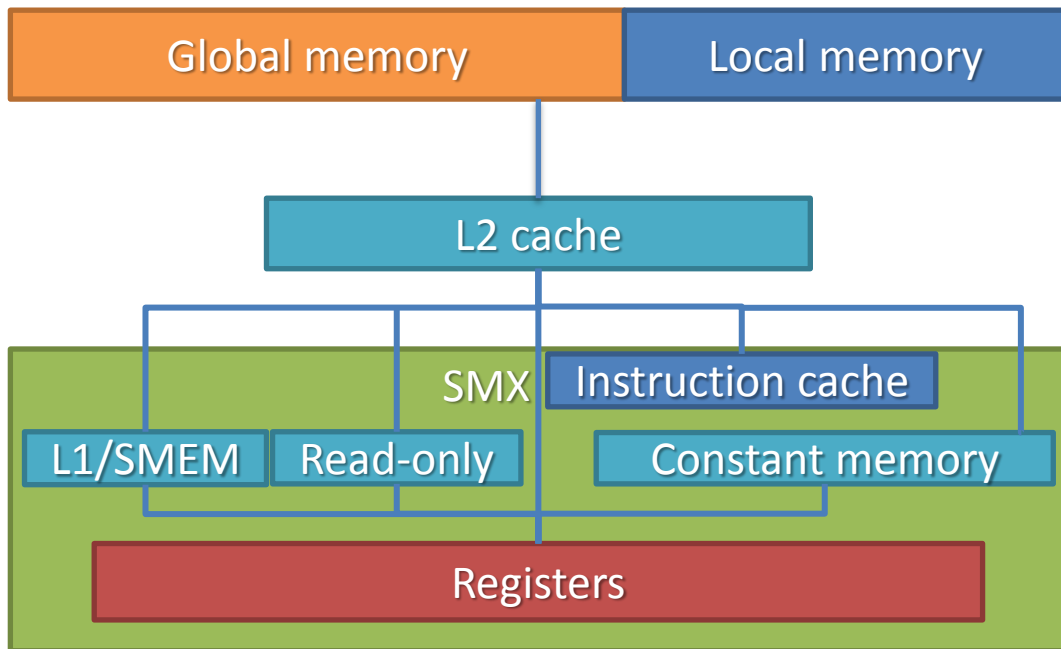 Global memory
Local memory
L2 cache
SMX
Instruction cache
L1/SMEM
Read-only
Constant memory
Registers